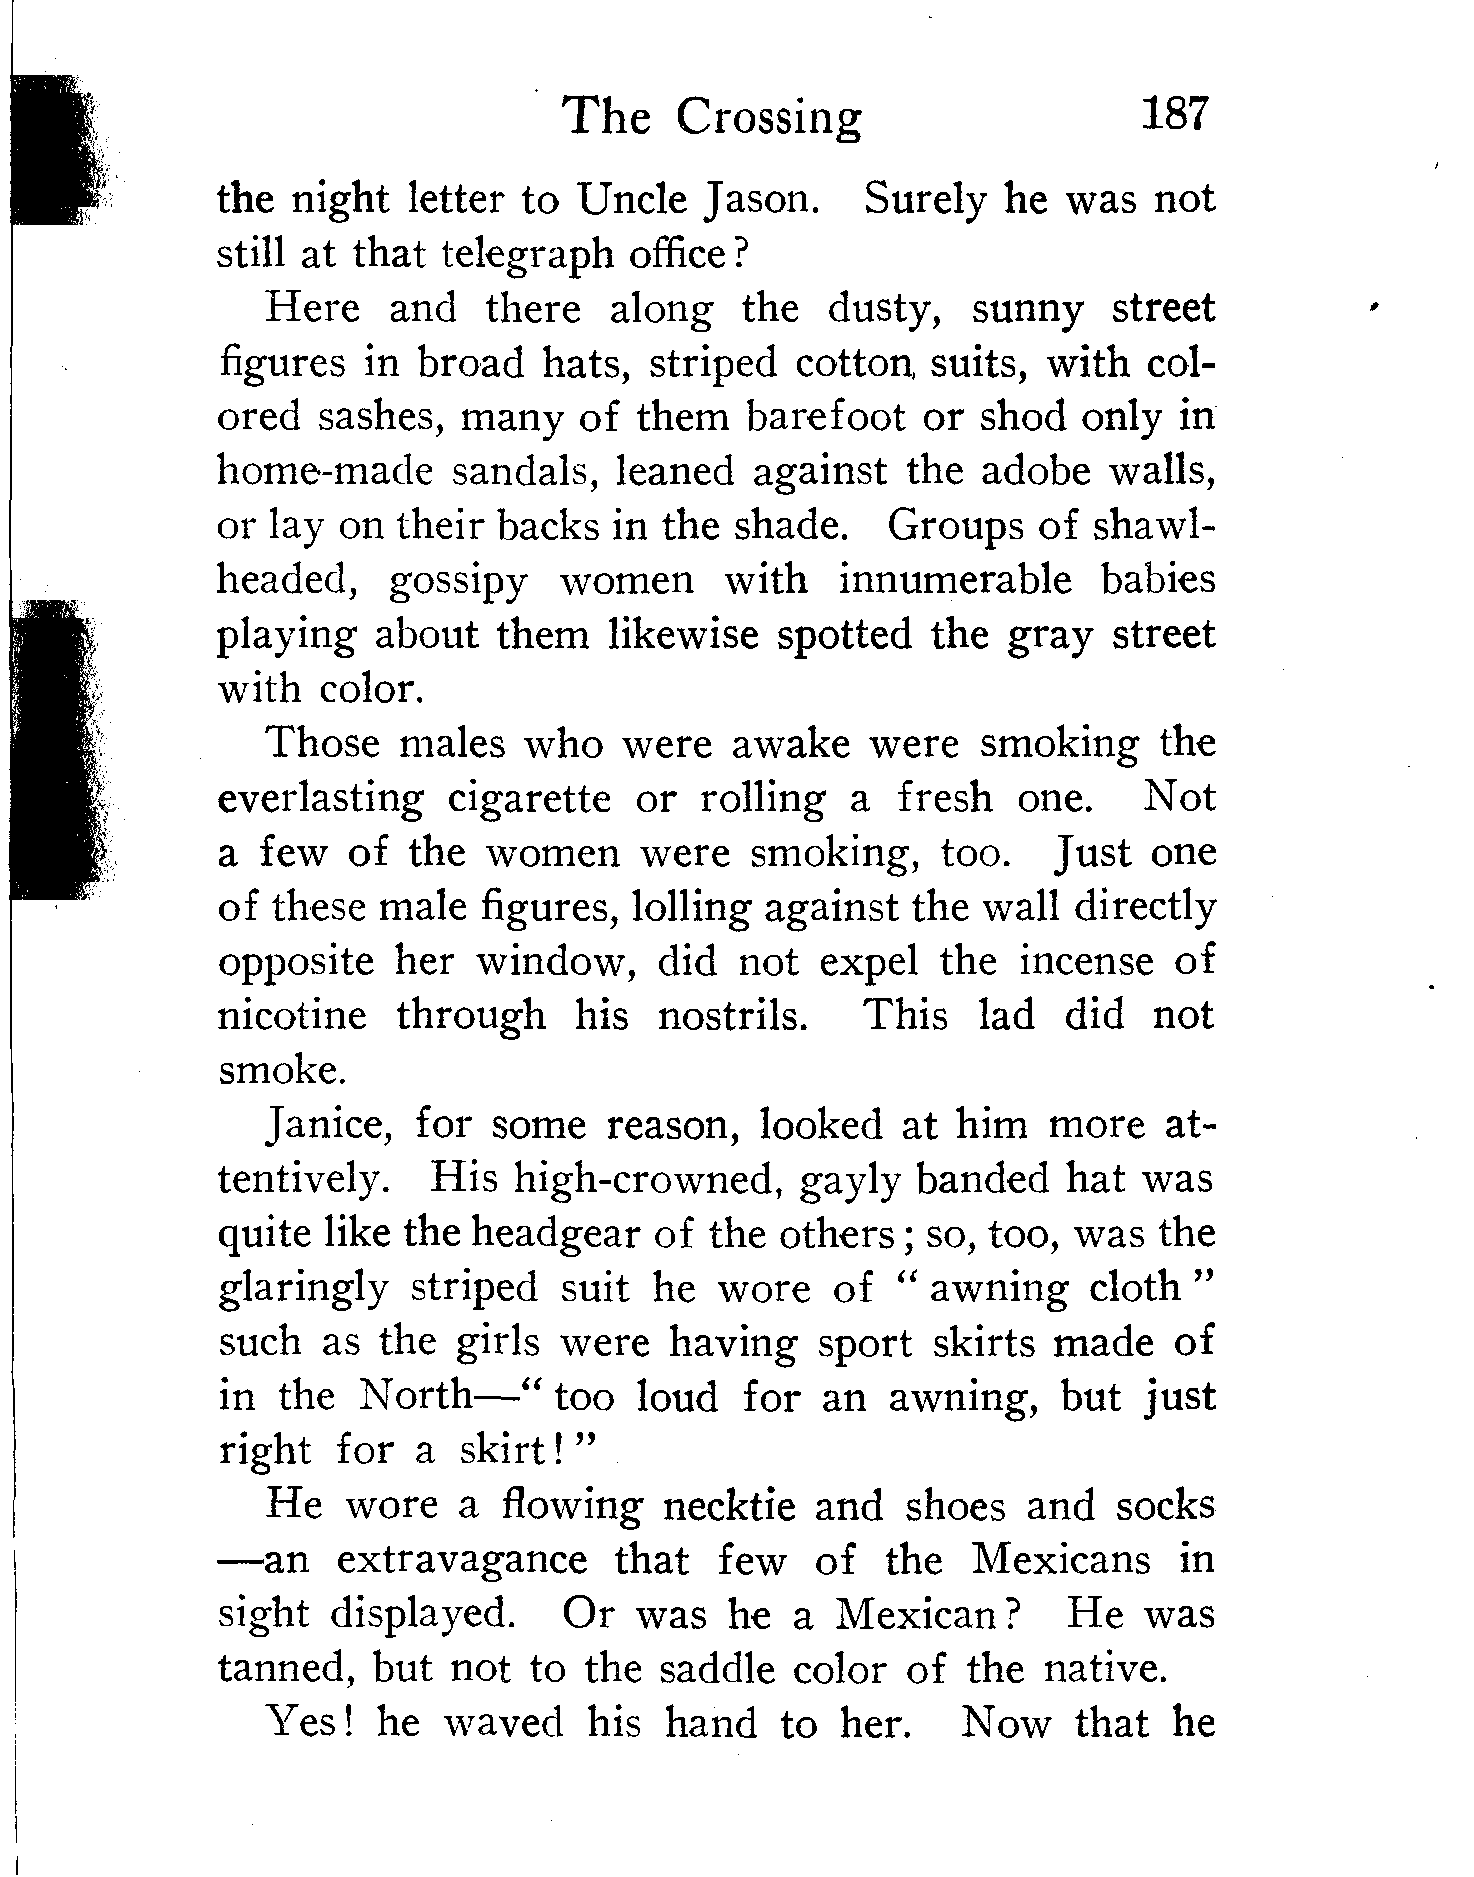 The Crossing 187
the night letter to Uncle Jason. Surely he was not
still at that telegraph office?
Here and there along the dusty, sunny street
figures in broad hats, striped cotton, suits, with col-
ored sashes, many of them barefoot or shod only in
home-made sandals, leaned against the adobe walls,
or lay on their backs in the shade. Groups of shawl-
headed, gossipy women with innumerable babies
playing about them likewise spotted the gray street
with color.
Those males who were awake were smoking the
everlasting cigarette or rolling a fresh one. Not
a few of the women were smoking, too. Just one
of these male figures, lolling against the wall directly
opposite her window, did not expel the incense of
nicotine through his nostrils. This lad did not
smoke.
Janice, for some reason, looked at him more at-
tentively. His high-crowned, gayly banded hat was
quite like the headgear of the others; so, too, was the
glaringly striped suit he wore of “ awning cloth ”
such as the girls were having sport skirts made of
in the North—“ too loud for an awning, but just
right for a skirt! ”
He wore a flowing necktie and shoes and socks
—an extravagance that few of the Mexicans in
sight displayed. Or was he a Mexican? He was
tanned, but not to the saddle color of the native.
Yes! he waved his hand to her. Now that he